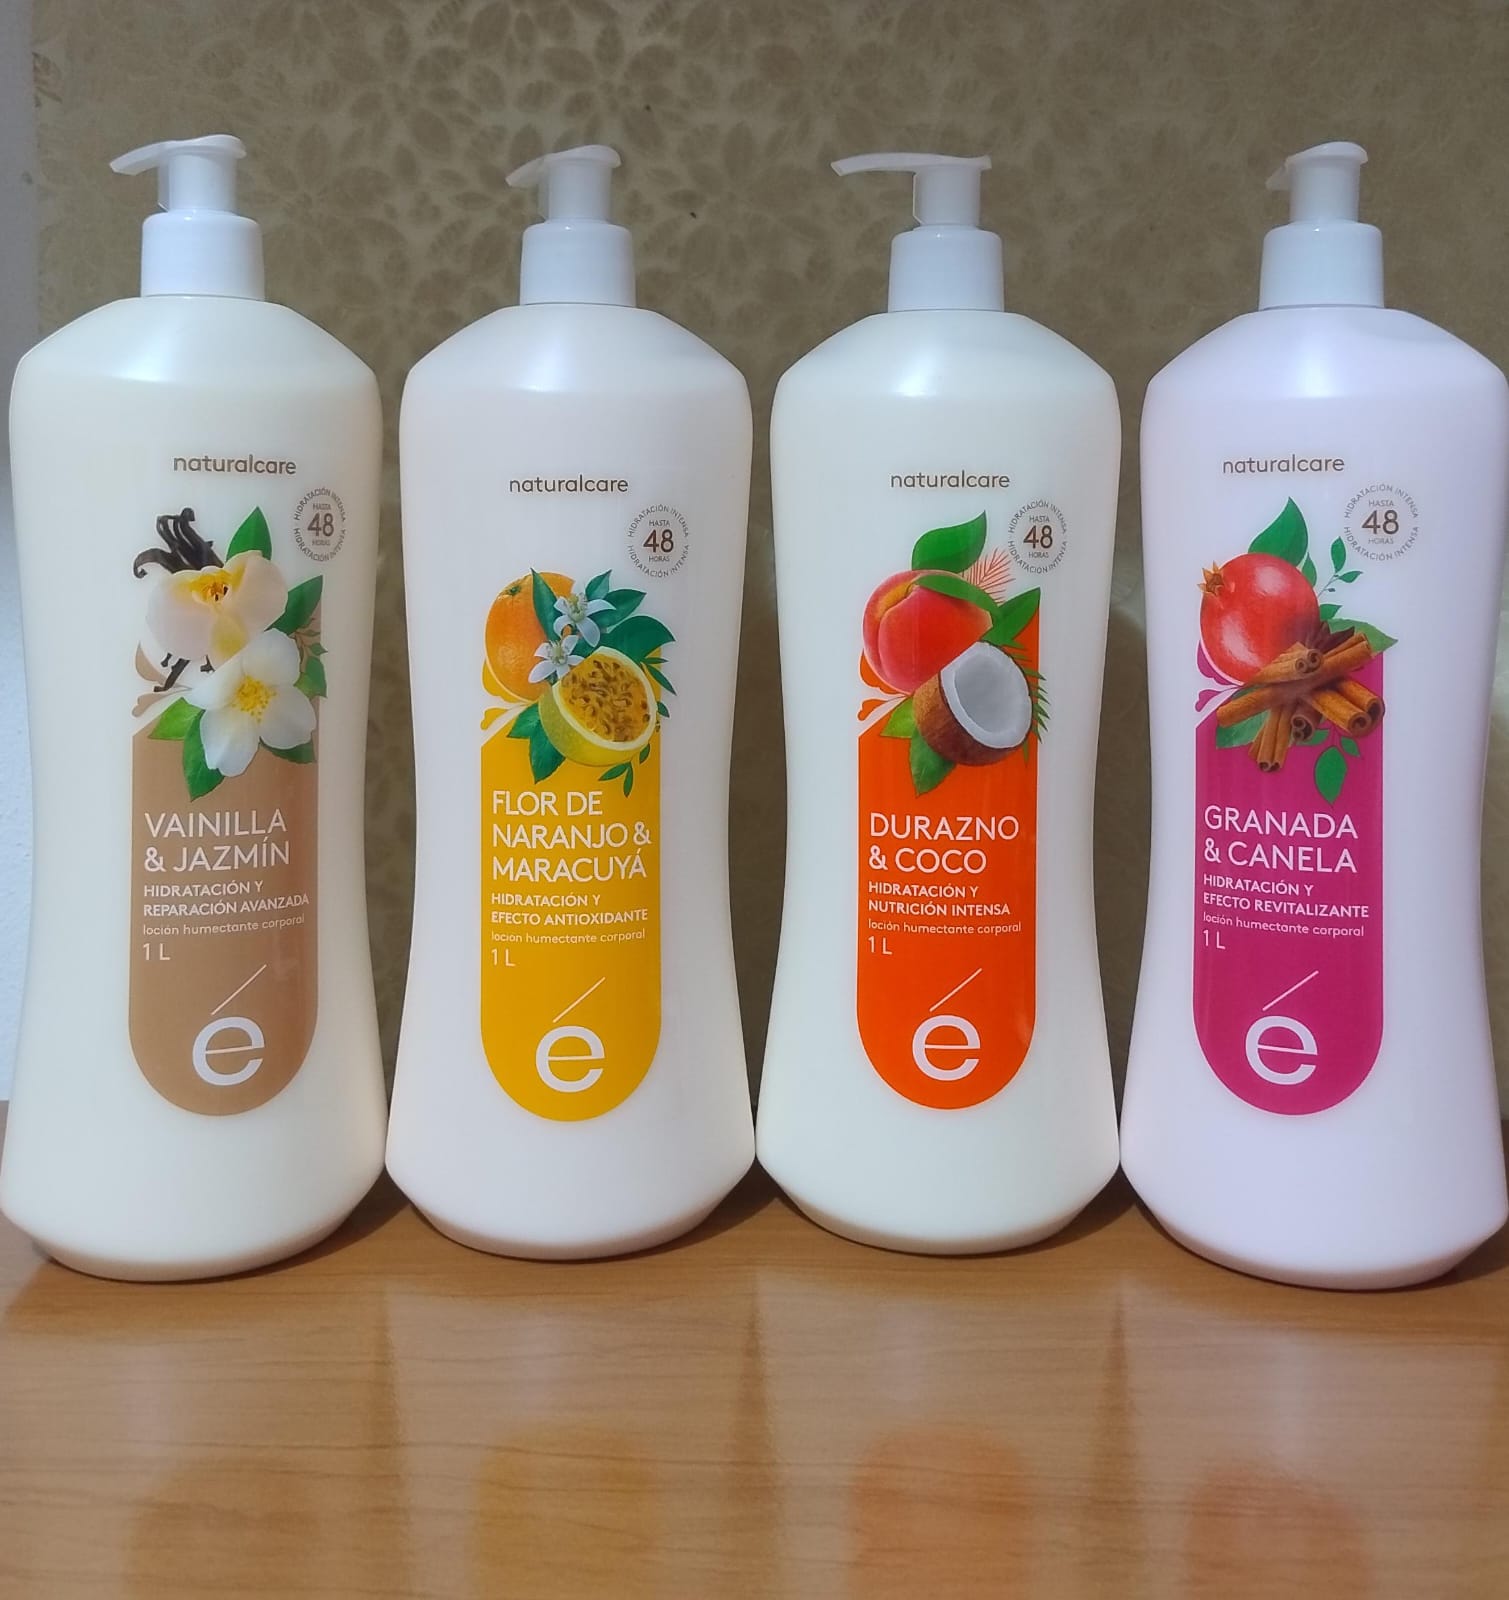 naturalcare
HIDRATACIÓN INTENSA
HASTA
48
HORAS
HIDRATACIÓN INTENSA
VAINILLA
& JAZMÍN
HIDRATACIÓN Y
REPARACIÓN AVANZADA
loción humectante corporal
1 L
é
naturalcare
HIDRATACIÓN INTENSA
HASTA
48
HORAS
HIDRATACIÓN INTENSA
FLOR DE
NARANJO &
MARACUYÁ
HIDRATACIÓN Y
EFECTO ANTIOXIDANTE
loción humectante corporal
1 L
é
naturalcare
HIDRATACIÓN INTENSA
HASTA
48
HORAS
HIDRATACIÓN INTENSA
DURAZNO
& COCO
HIDRATACIÓN Y
NUTRICIÓN INTENSA
loción humectante corporal
1 L
é
naturalcare
HIDRATACIÓN INTENSA
HASTA
48
HORAS
HIDRATACIÓN INTENSA
GRANADA
& CANELA
HIDRATACIÓN Y
EFECTO REVITALIZANTE
loción humectante corporal
1 L
é